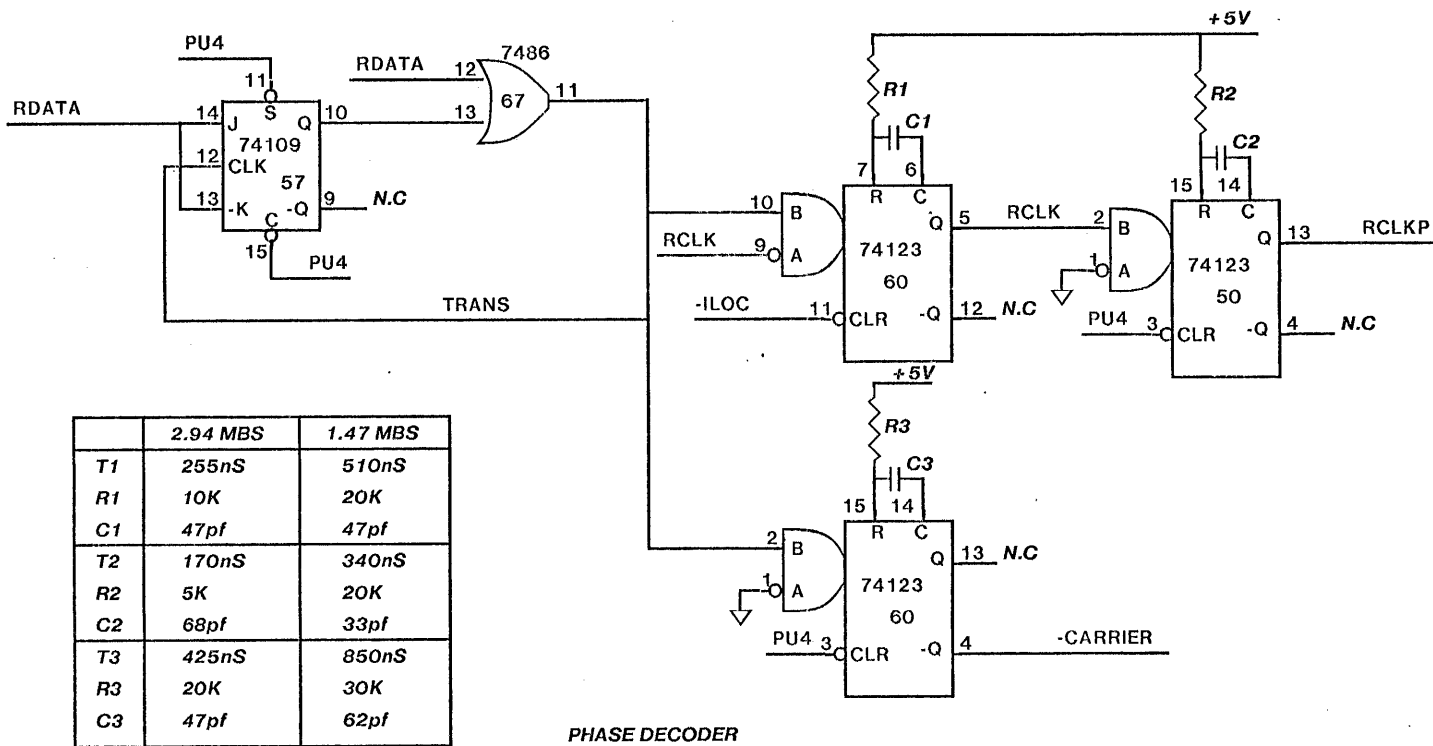 +5V
PU4
7486
RDATA 12
11
67
11
R1
R2
RDATA
14 J S Q 10
13
C1
C2
74109
12 CLK
7 6
15 14
57
13 -K -Q 9 N.C
C
15
PU4
R C
R C
10 B
Q 5 RCLK 2 B
Q 13 RCLKP
RCLK 9 A
74123
60
1 A
74123
50
TRANS
-ILOC 11 CLR -Q 12 N.C
PU4 3 CLR -Q 4 N.C
+5V
R3
C3
15 14
R C
2 B
Q 13 N.C
1 A
74123
60
PU4 3 CLR -Q 4 -CARRIER
2.94 MBS 1.47 MBS
T1 255nS 510nS
R1 10K 20K
C1 47pf 47pf
T2 170nS 340nS
R2 5K 20K
C2 68pf 33pf
T3 425nS 850nS
R3 20K 30K
C3 47pf 62pf
PHASE DECODER